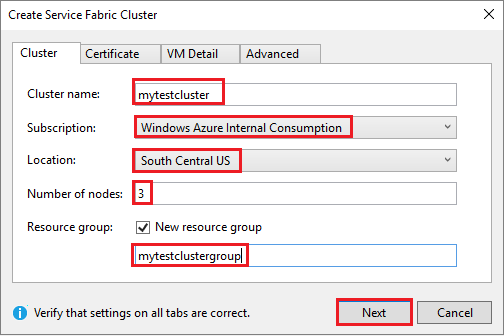 Create Service Fabric Cluster
Cluster Certificate VM Detail Advanced
Cluster name: mytestcluster
Subscription: Windows Azure Internal Consumption
Location: South Central US
Number of nodes: 3
Resource group: New resource group
mytestclustergroup
Verify that settings on all tabs are correct. Next Cancel